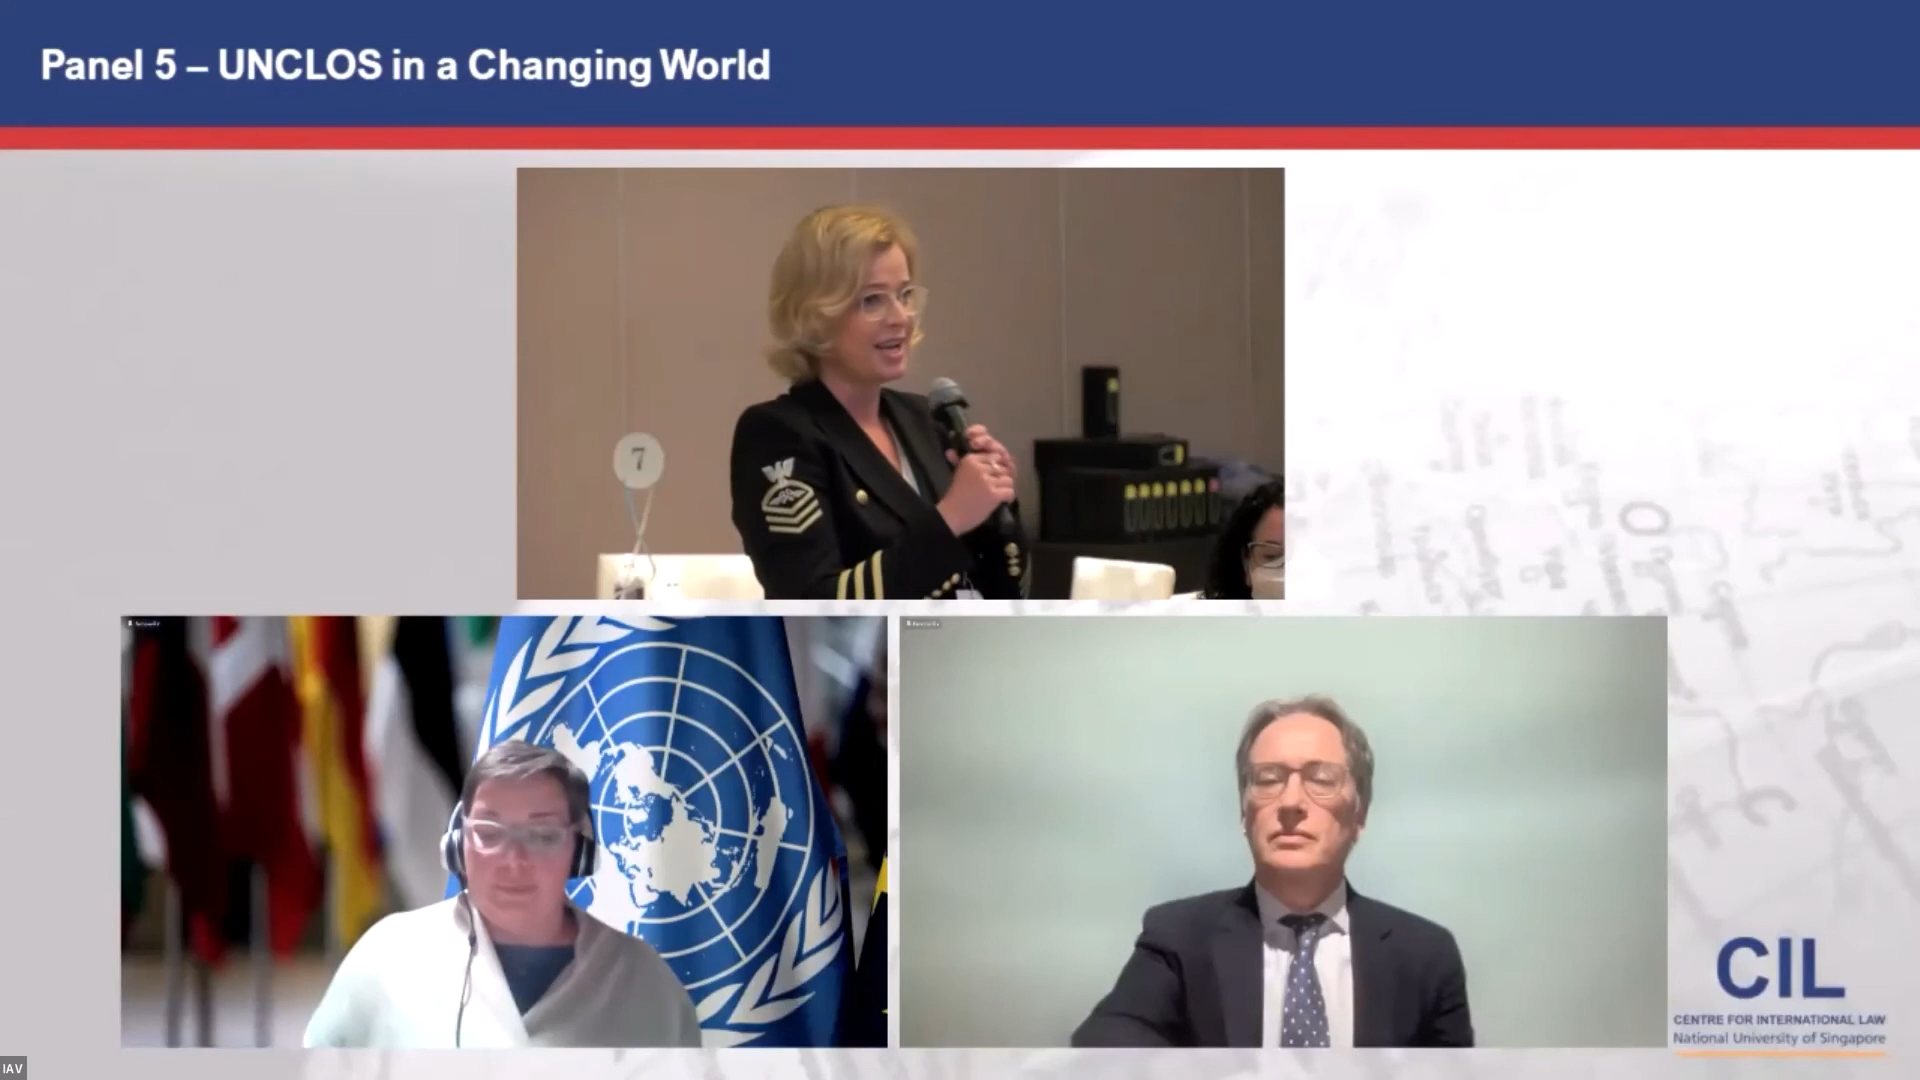 Panel 5 – UNCLOS in a Changing World
7
CIL
CENTRE FOR INTERNATIONAL LAW
National University of Singapore
IAV